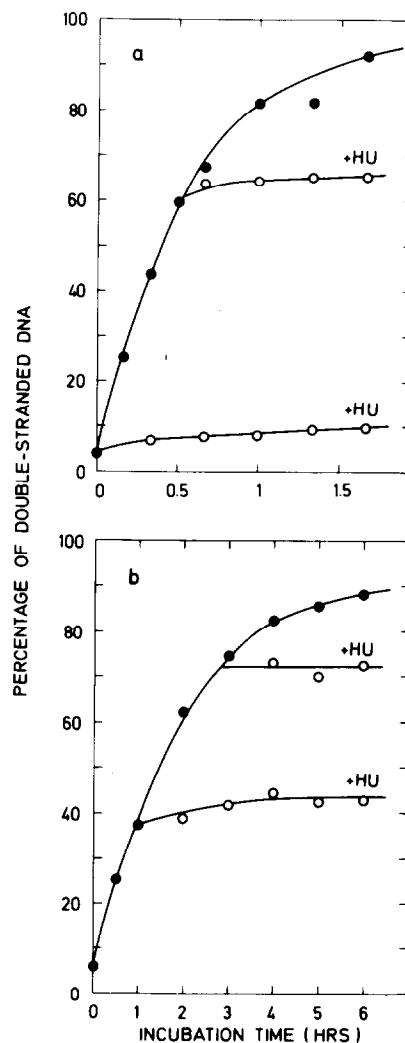 a
100
80
60
40
20
0
+HU
+HU
0
0.5
1
1.5
PERCENTAGE OF DOUBLE-STRANDED DNA
b
100
80
60
40
20
0
+HU
+HU
0 1 2 3 4 5 6
INCUBATION TIME (HRS)